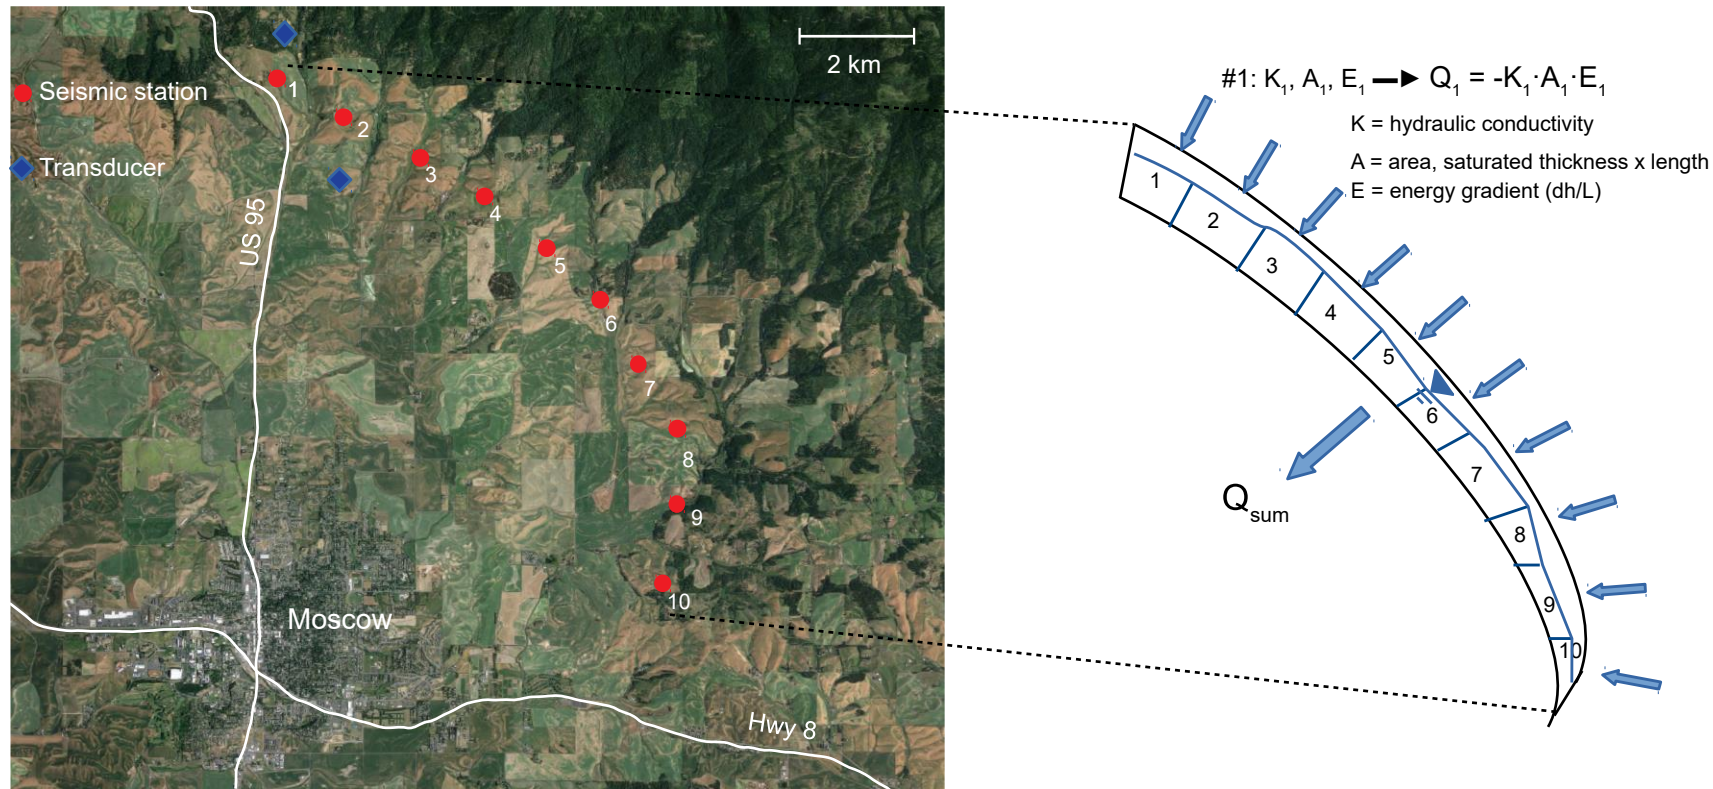 2 km
Seismic station
Transducer
US 95
1
2
3
4
5
6
7
8
9
10
Moscow
Hwy 8
#1: K₁, A₁, E₁ → Q₁ = -K₁·A₁·E₁
K = hydraulic conductivity
A = area, saturated thickness x length
E = energy gradient (dh/L)
1
2
3
4
5
6
7
8
9
10
Qsum